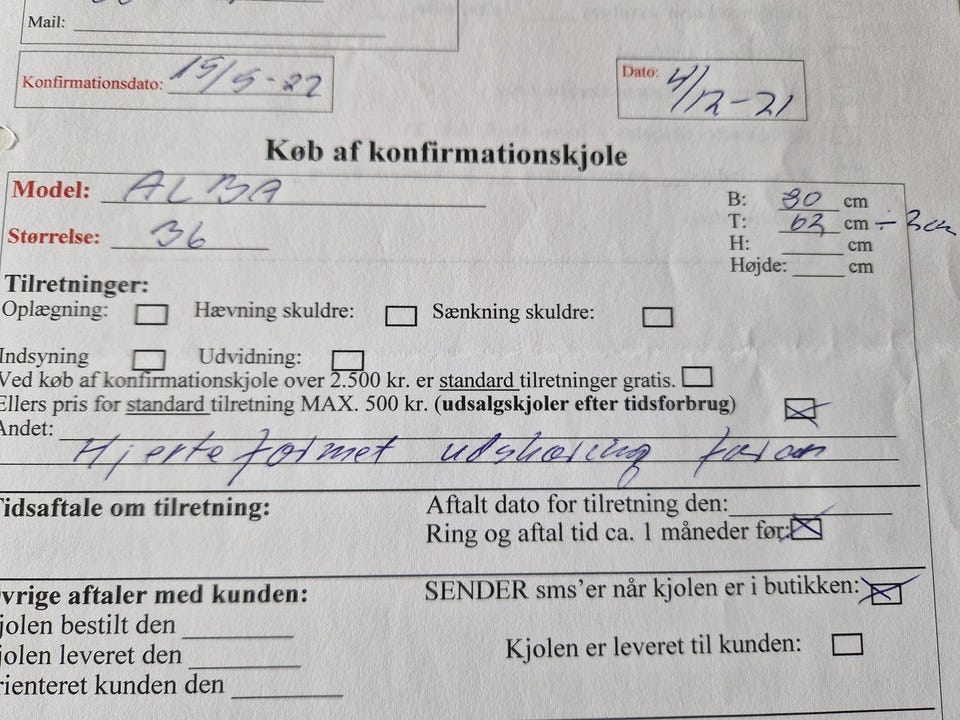 Mail:
Konfirmationsdato: 15/5-22
Dato: 4/12-21
Køb af konfirmationskjole
Model: ALBA
B: 80 cm
Størrelse: 36
T: 62 cm ÷ 3cm
H: cm
Højde: cm
Tilretninger:
Oplægning: Hævning skuldre: Sænkning skuldre:
Indsyning Udvidning:
Ved køb af konfirmationskjole over 2.500 kr. er standard tilretninger gratis.
Ellers pris for standard tilretning MAX. 500 kr. (udsalgskjoler efter tidsforbrug)
Andet:
Hjerteformet udskæring foran
Tidsaftale om tilretning:
Aftalt dato for tilretning den:
Ring og aftal tid ca. 1 måneder før:
Øvrige aftaler med kunden:
SENDER sms'er når kjolen er i butikken:
jolen bestilt den
Kjolen er leveret til kunden:
jolen leveret den
rienteret kunden den